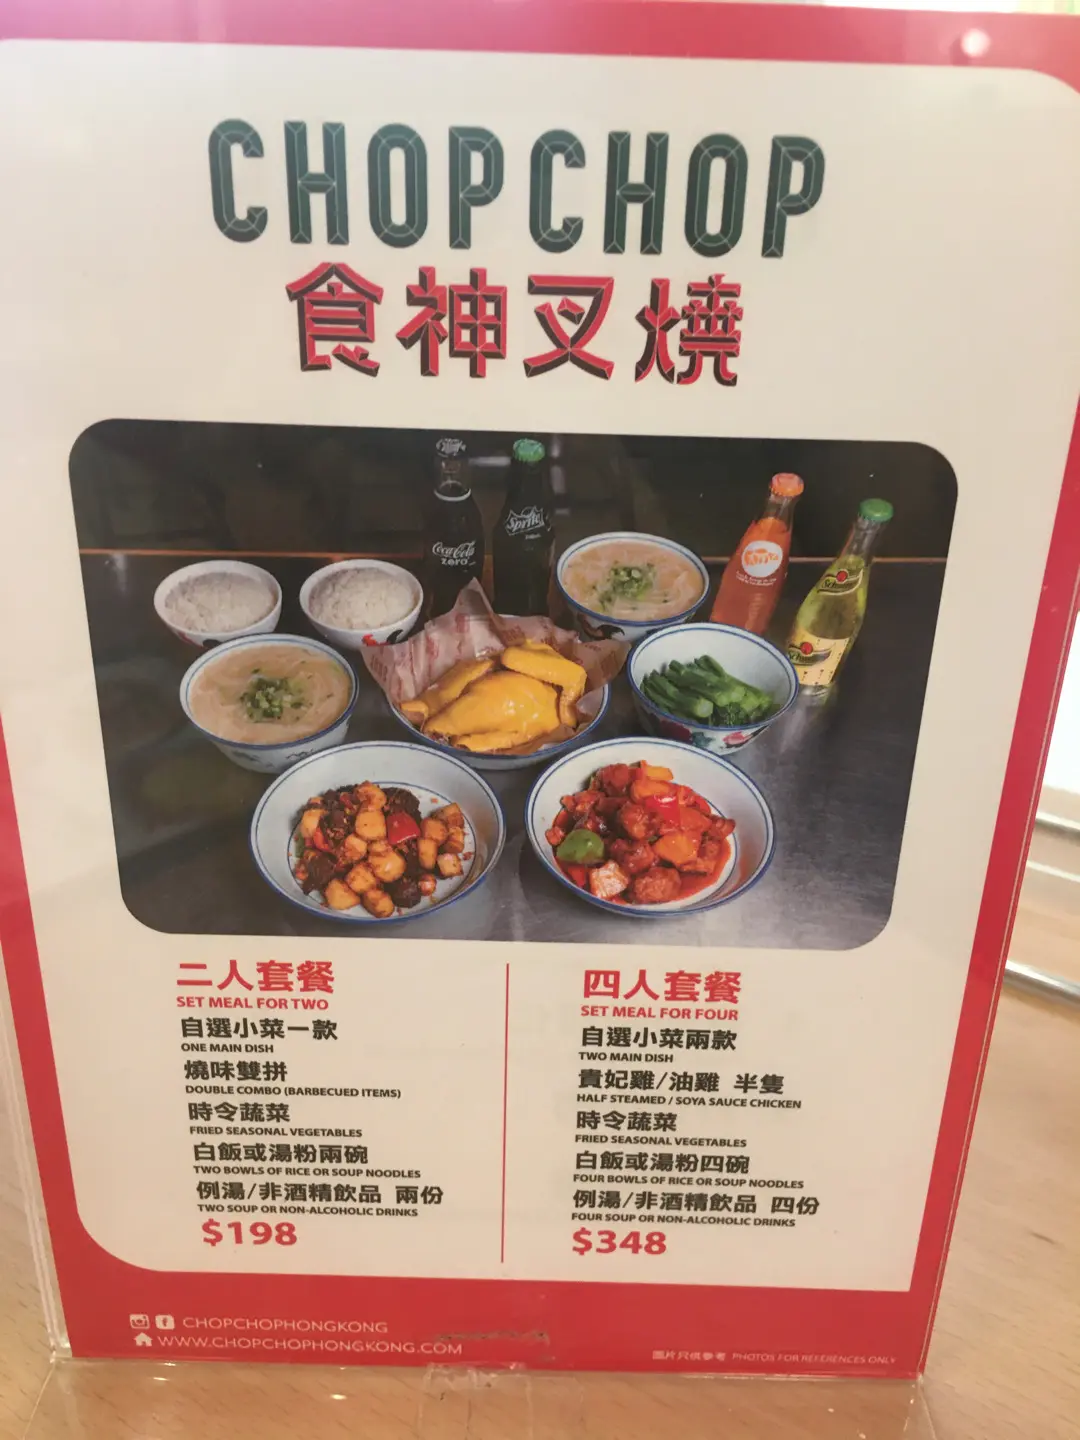 CHOPCHOP
食神叉燒
Coca-Cola
zero
Sprite
二人套餐
SET MEAL FOR TWO
自選小菜一款
ONE MAIN DISH
燒味雙拼
DOUBLE COMBO (BARBECUED ITEMS)
時令蔬菜
FRIED SEASONAL VEGETABLES
白飯或湯粉兩碗
TWO BOWLS OF RICE OR SOUP NOODLES
例湯/非酒精飲品 兩份
TWO SOUP OR NON-ALCOHOLIC DRINKS
$198
四人套餐
SET MEAL FOR FOUR
自選小菜兩款
TWO MAIN DISH
貴妃雞/油雞 半隻
HALF STEAMED / SOYA SAUCE CHICKEN
時令蔬菜
FRIED SEASONAL VEGETABLES
白飯或湯粉四碗
FOUR BOWLS OF RICE OR SOUP NOODLES
例湯/非酒精飲品 四份
FOUR SOUP OR NON-ALCOHOLIC DRINKS
$348
CHOPCHOPHONGKONG
WWW.CHOPCHOPHONGKONG.COM
圖片只供參考 PHOTOS FOR REFERENCES ONLY